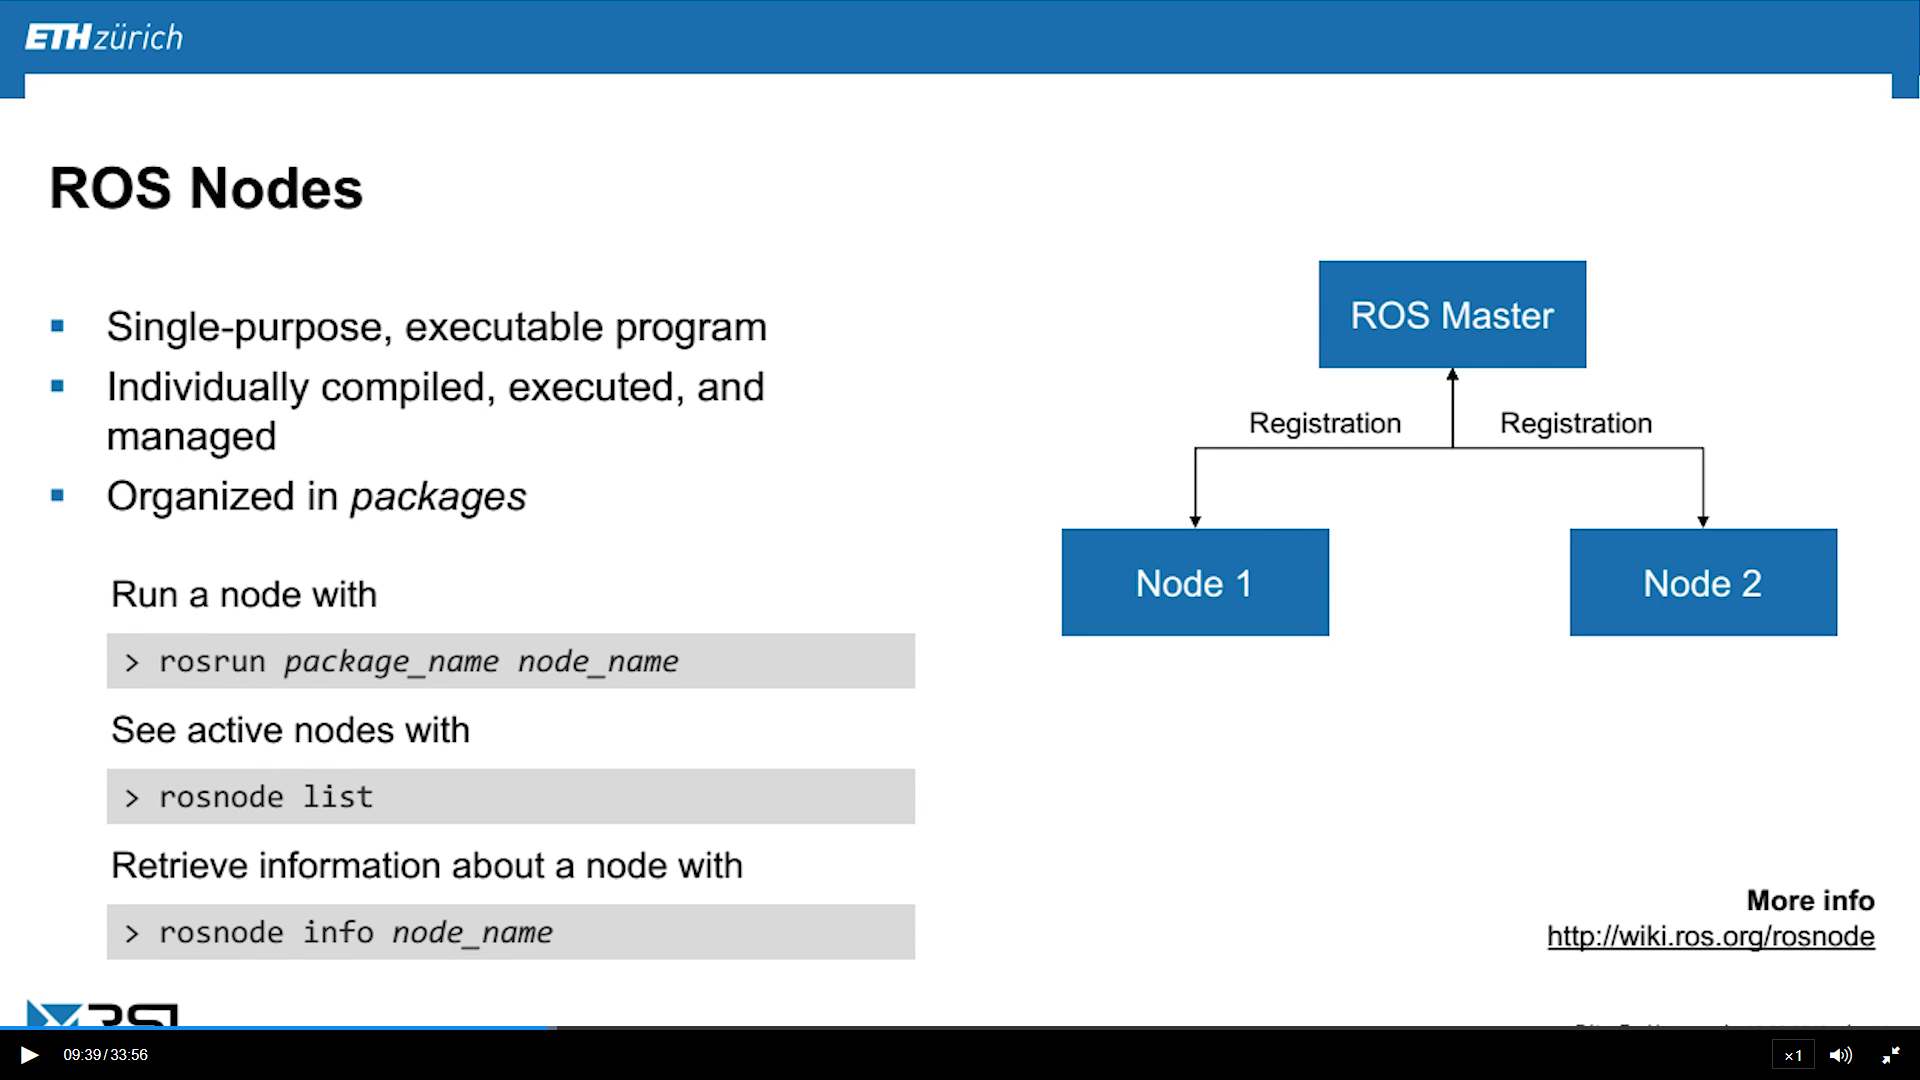 ETH zürich
ROS Nodes
Single-purpose, executable program
Individually compiled, executed, and
managed
Organized in packages
Run a node with
> rosrun package_name node_name
See active nodes with
> rosnode list
Retrieve information about a node with
> rosnode info node_name
ROS Master
Registration Registration
Node 1 Node 2
More info
http://wiki.ros.org/rosnode
RSL
09:39/33:56
×1